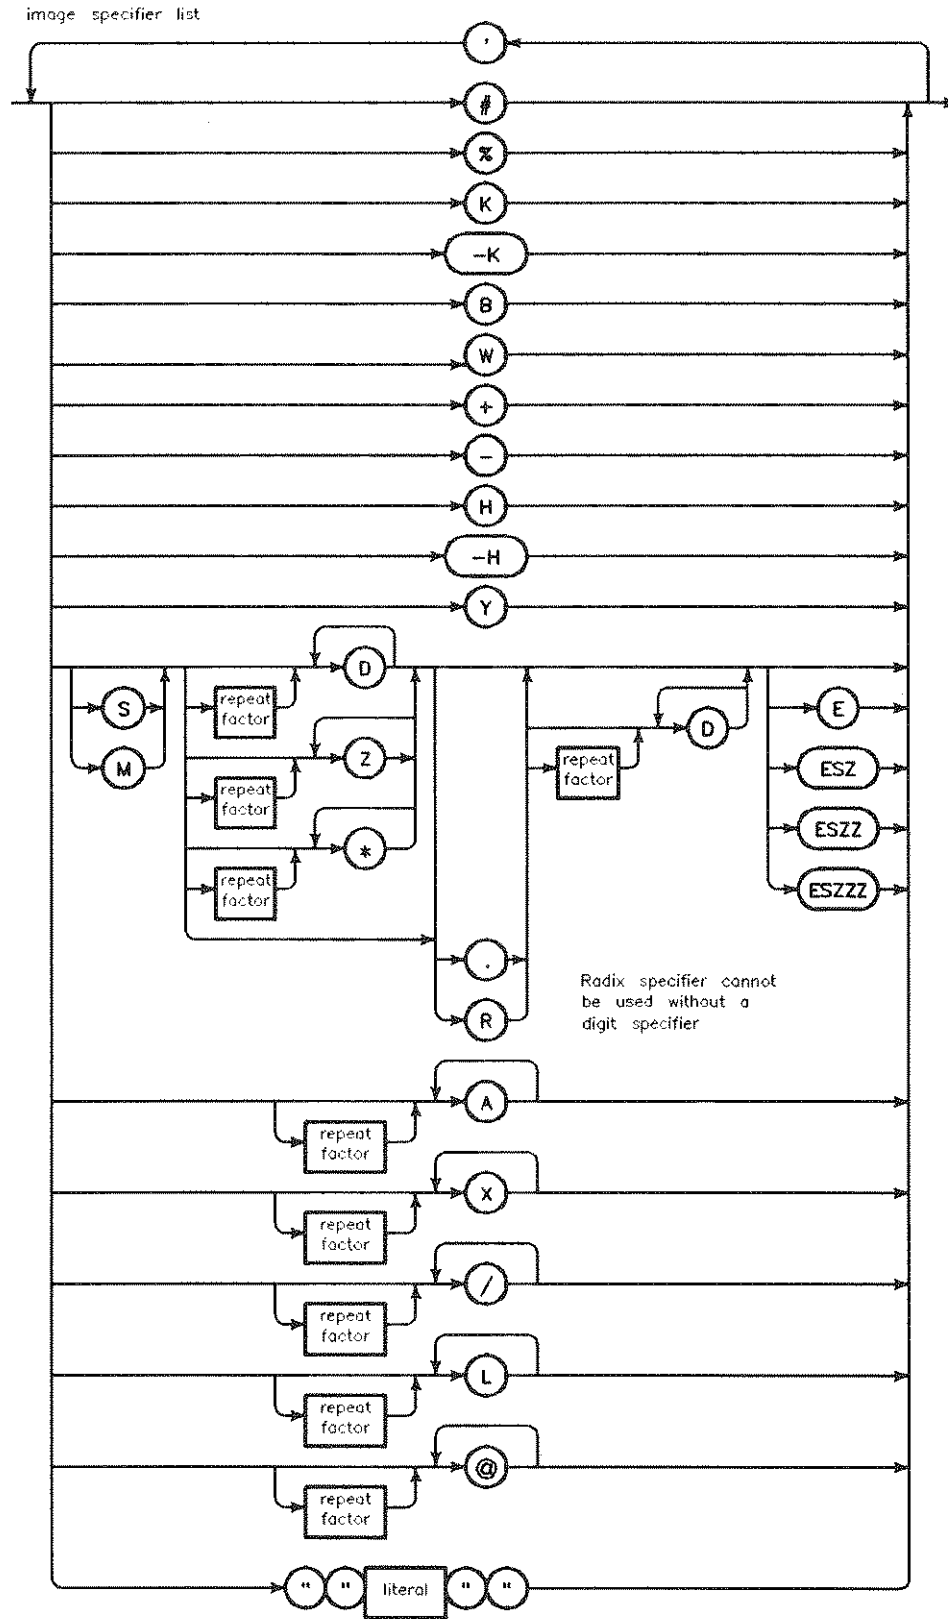 image specifier list
,
#
%
K
-K
B
W
+
-
H
-H
Y
D
S
repeat
factor
D
E
M
Z
repeat
factor
ESZ
repeat
factor
*
ESZZ
repeat
factor
ESZZZ
.
Radix specifier cannot
be used without a
digit specifier
R
A
repeat
factor
X
repeat
factor
/
repeat
factor
L
repeat
factor
@
repeat
factor
" " literal " "